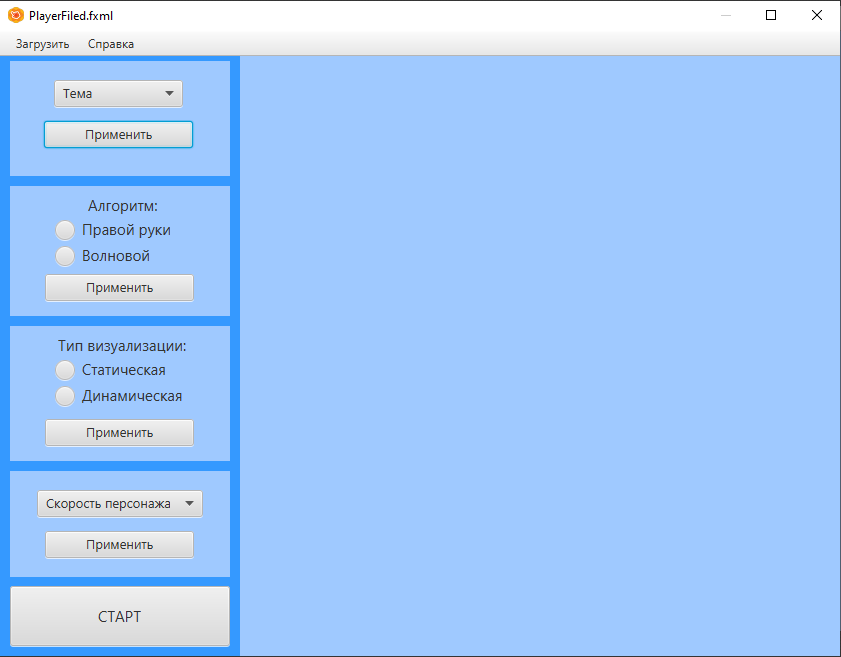 PlayerFiled.fxml
Загрузить Справка
Тема
Применить
Алгоритм:
Правой руки
Волновой
Применить
Тип визуализации:
Статическая
Динамическая
Применить
Скорость персонажа
Применить
СТАРТ